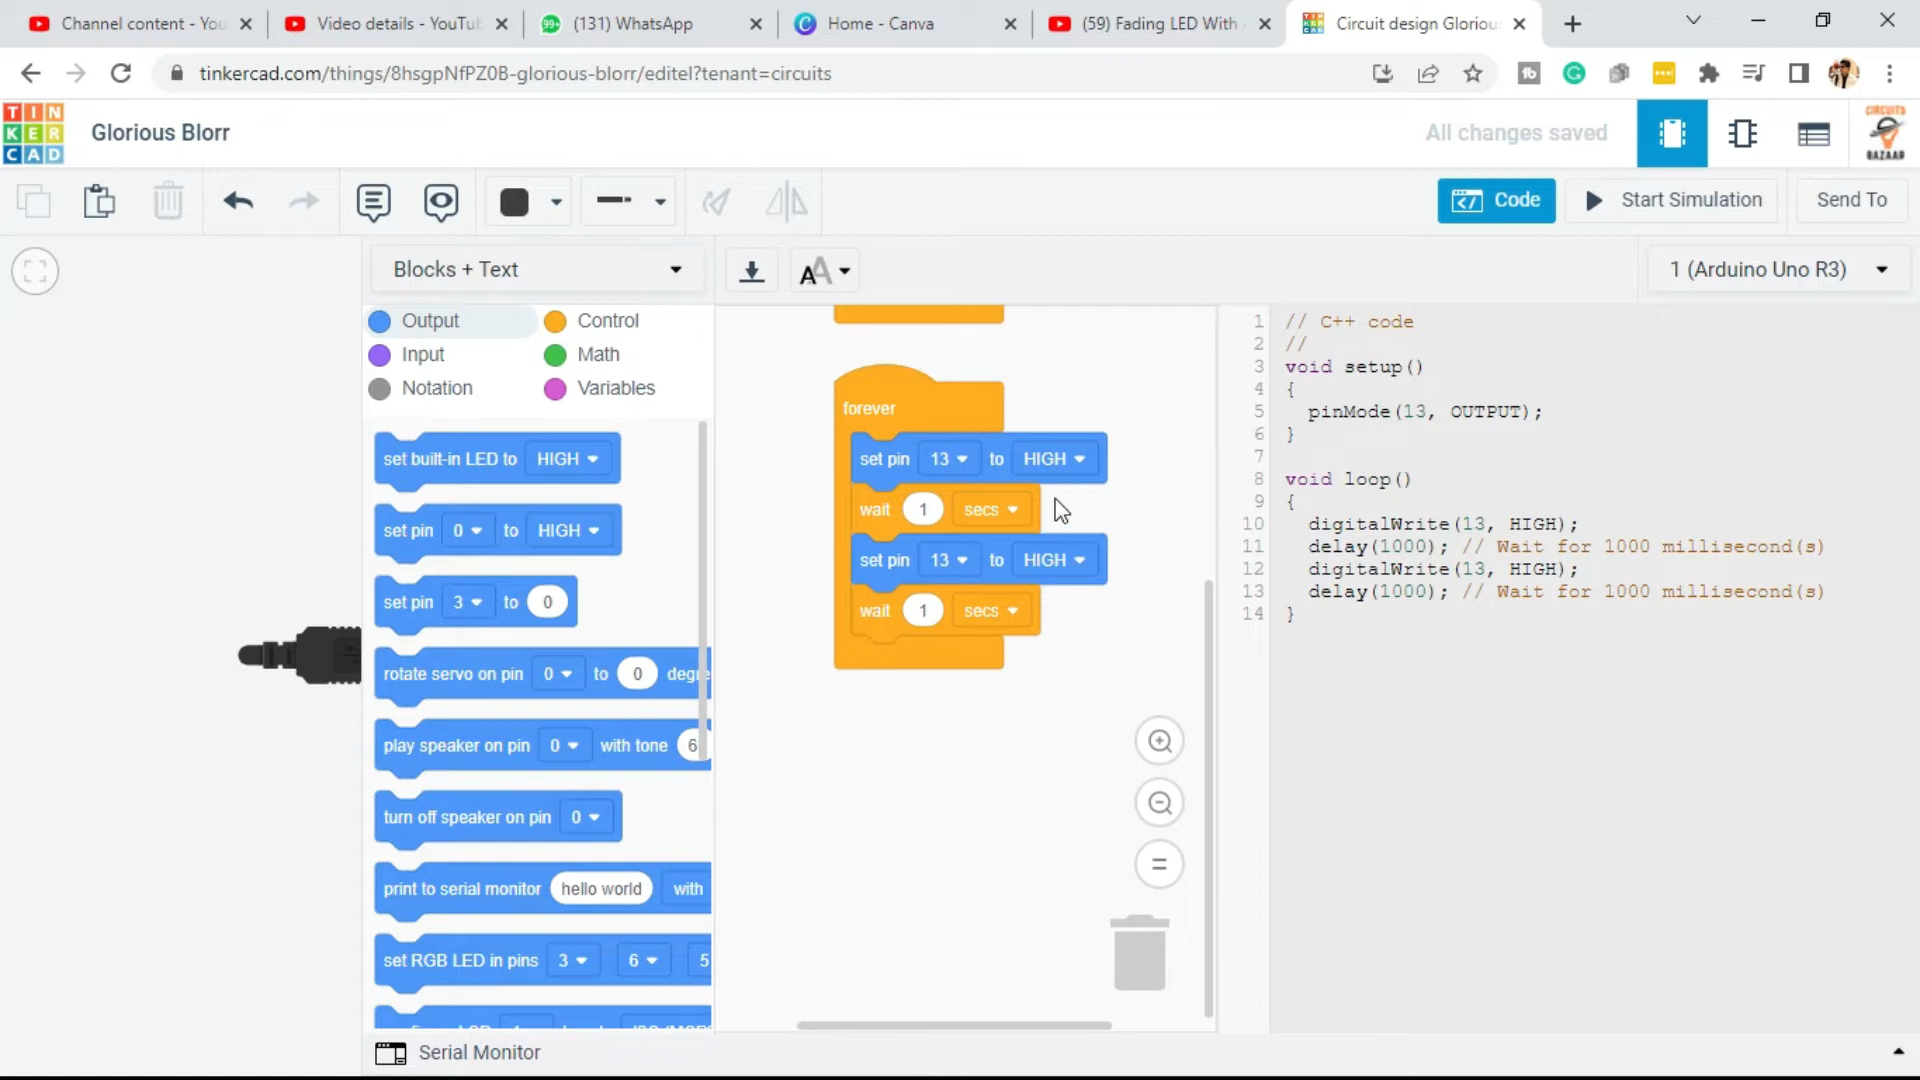 Channel content - You
Video details - YouTub
(131) WhatsApp
Home - Canva
(59) Fading LED With
Circuit design Gloriou
tinkercad.com/things/8hsgpNfPZ0B-glorious-blorr/editel?tenant=circuits
TIN
KER
CAD
Glorious Blorr
All changes saved
CIRCUITS
BAZAAR
Code
Start Simulation
Send To
Blocks + Text
AA
1 (Arduino Uno R3)
Output
Control
Input
Math
Notation
Variables
set built-in LED to HIGH
set pin 0 to HIGH
set pin 3 to 0
rotate servo on pin 0 to 0 degre
play speaker on pin 0 with tone 6
turn off speaker on pin 0
print to serial monitor hello world with
set RGB LED in pins 3 6 5
forever
set pin 13 to HIGH
wait 1 secs
set pin 13 to HIGH
wait 1 secs
1 // C++ code
2 //
3 void setup()
4 {
5 pinMode(13, OUTPUT);
6 }
7
8 void loop()
9 {
10 digitalWrite(13, HIGH);
11 delay(1000); // Wait for 1000 millisecond(s)
12 digitalWrite(13, HIGH);
13 delay(1000); // Wait for 1000 millisecond(s)
14 }
Serial Monitor